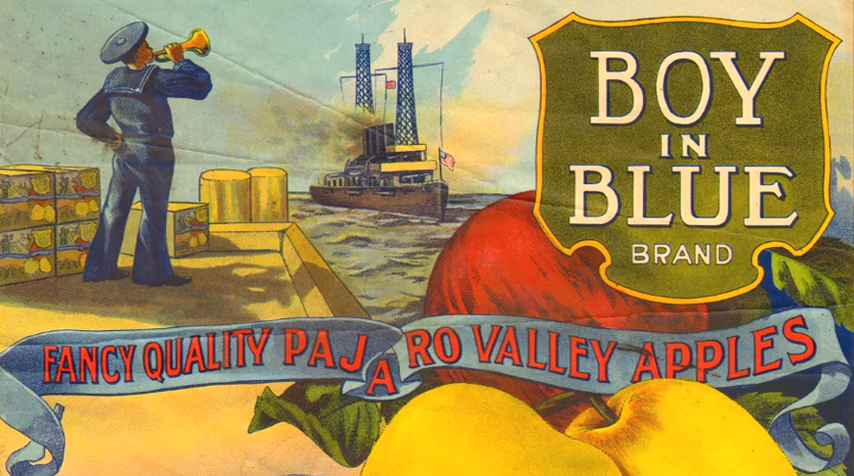 BOY
IN
BLUE
BRAND
FANCY QUALITY PAJARO VALLEY APPLES